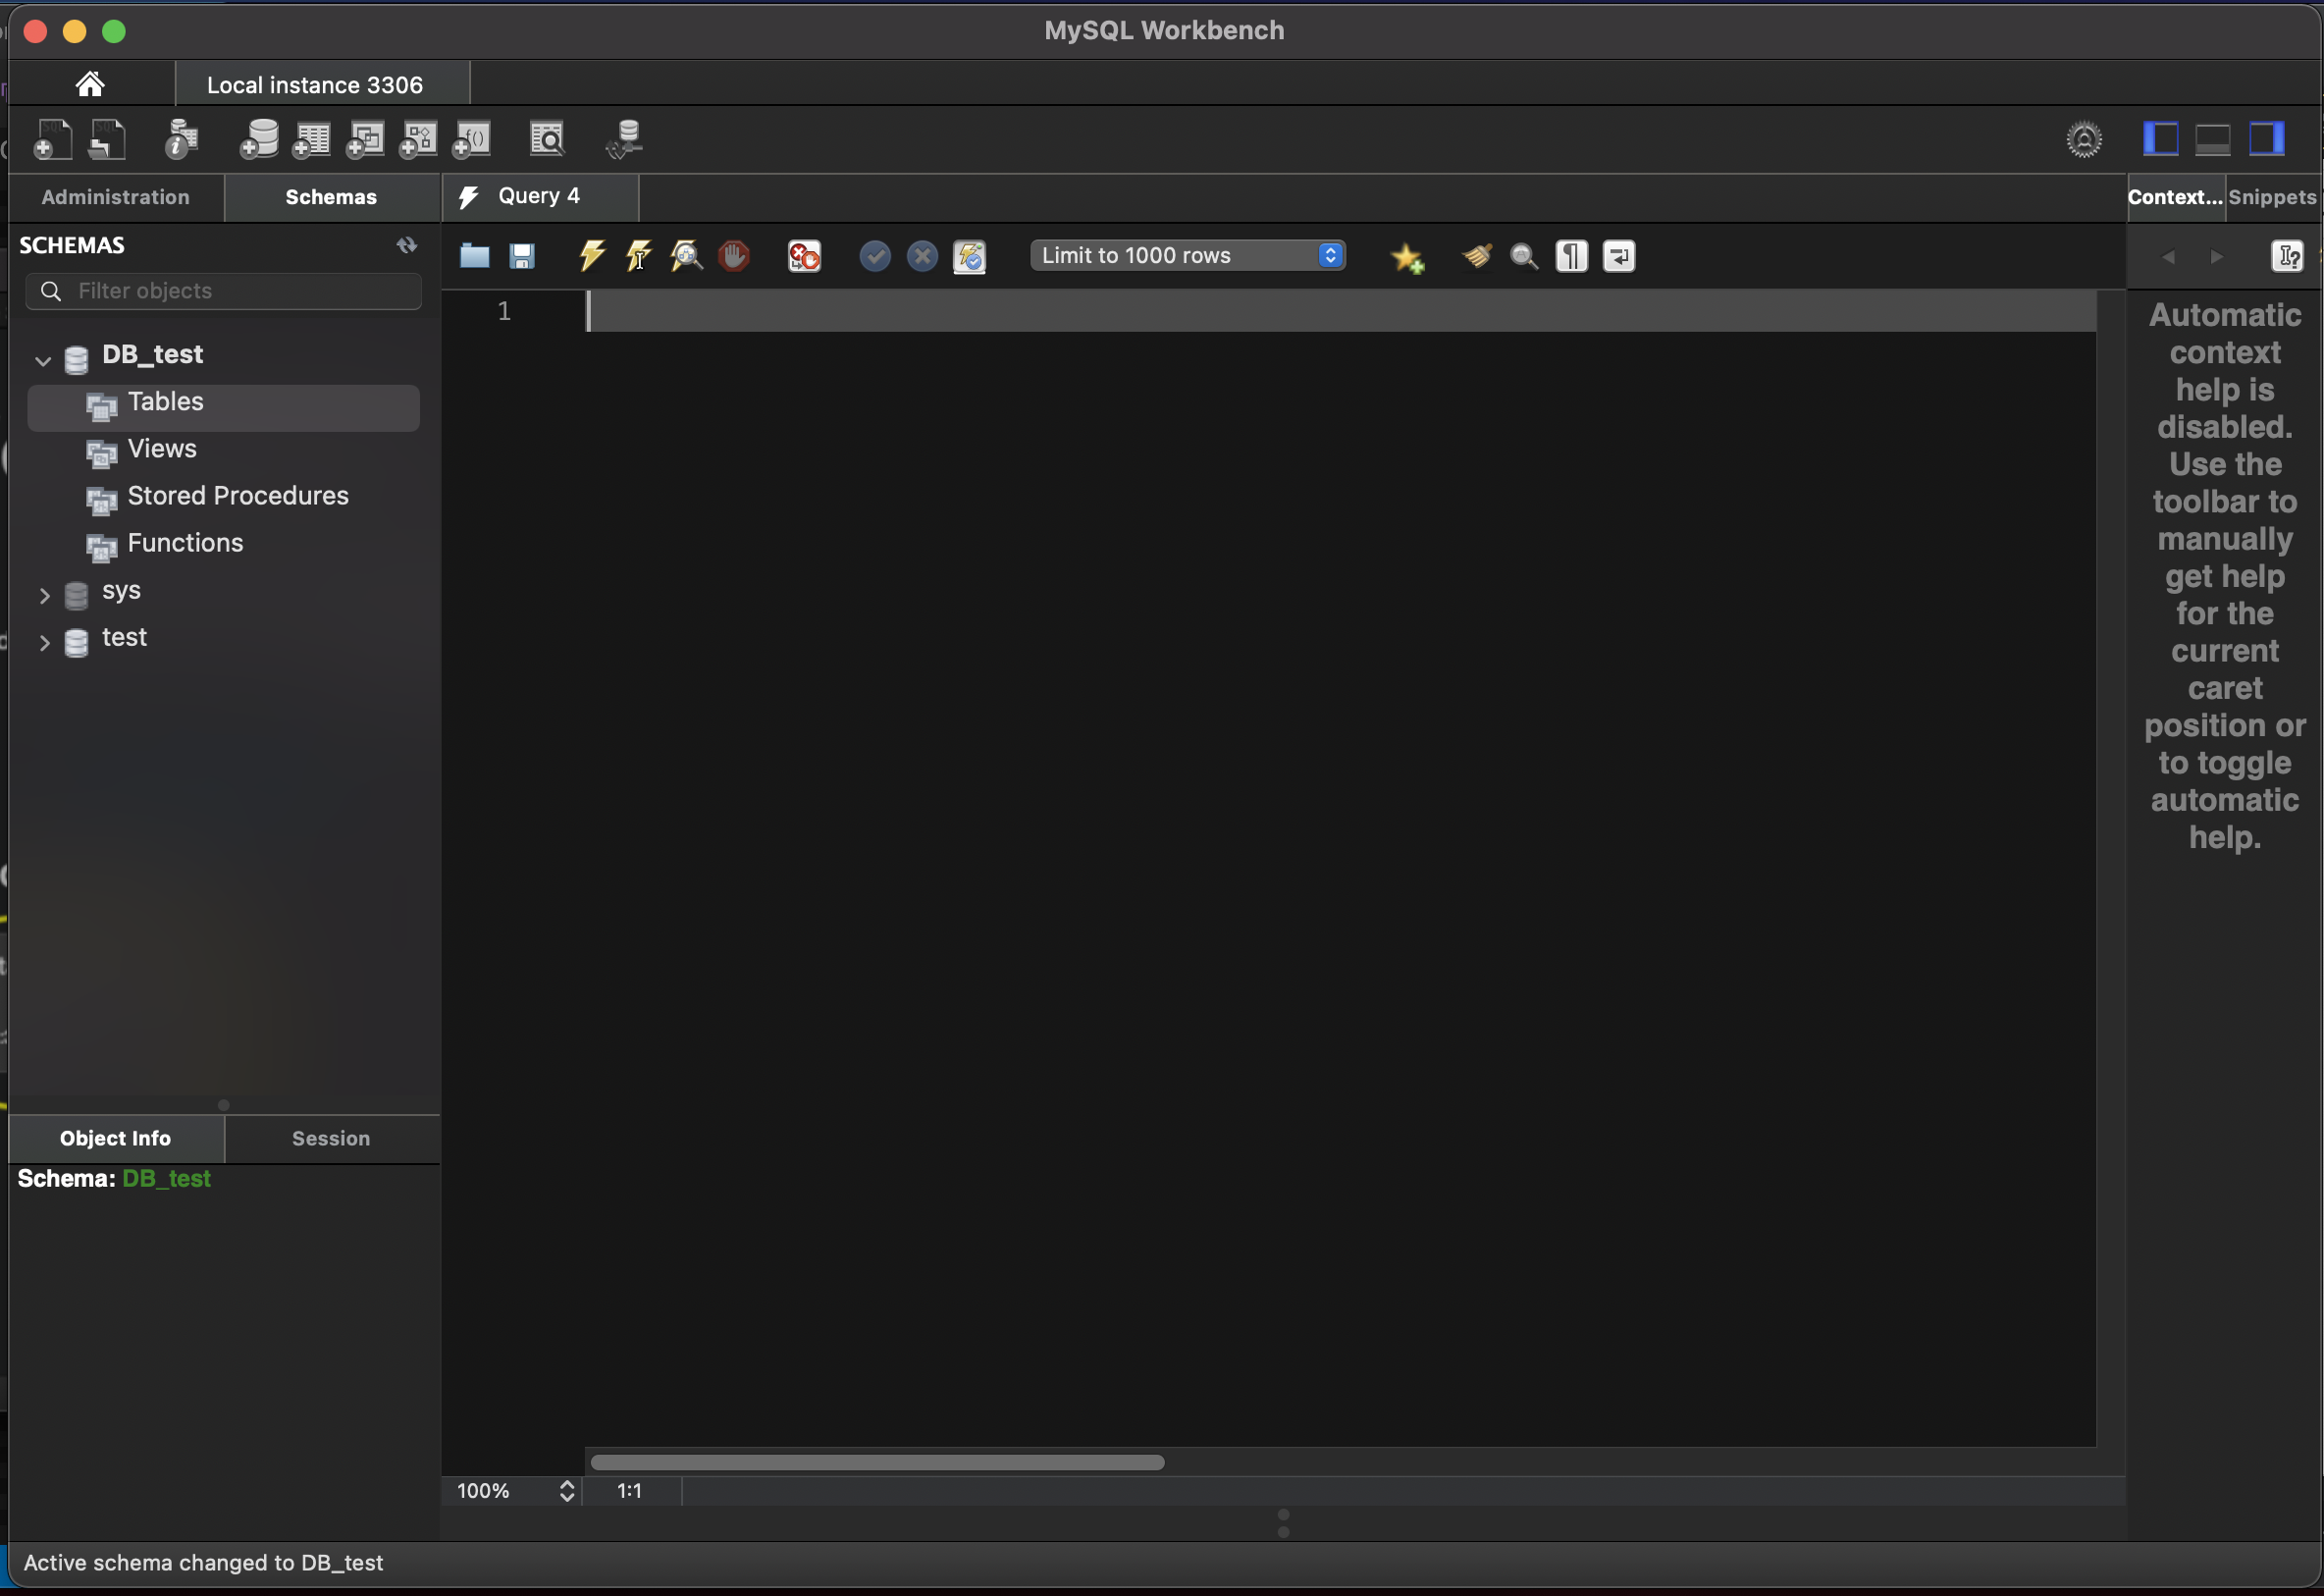 MySQL Workbench
Local instance 3306
Administration
Schemas
Query 4
Context...
Snippets
SCHEMAS
Limit to 1000 rows
Filter objects
1
DB_test
Tables
Views
Stored Procedures
Functions
sys
test
Automatic
context
help is
disabled.
Use the
toolbar to
manually
get help
for the
current
caret
position or
to toggle
automatic
help.
Object Info
Session
Schema: DB_test
100%
1:1
Active schema changed to DB_test